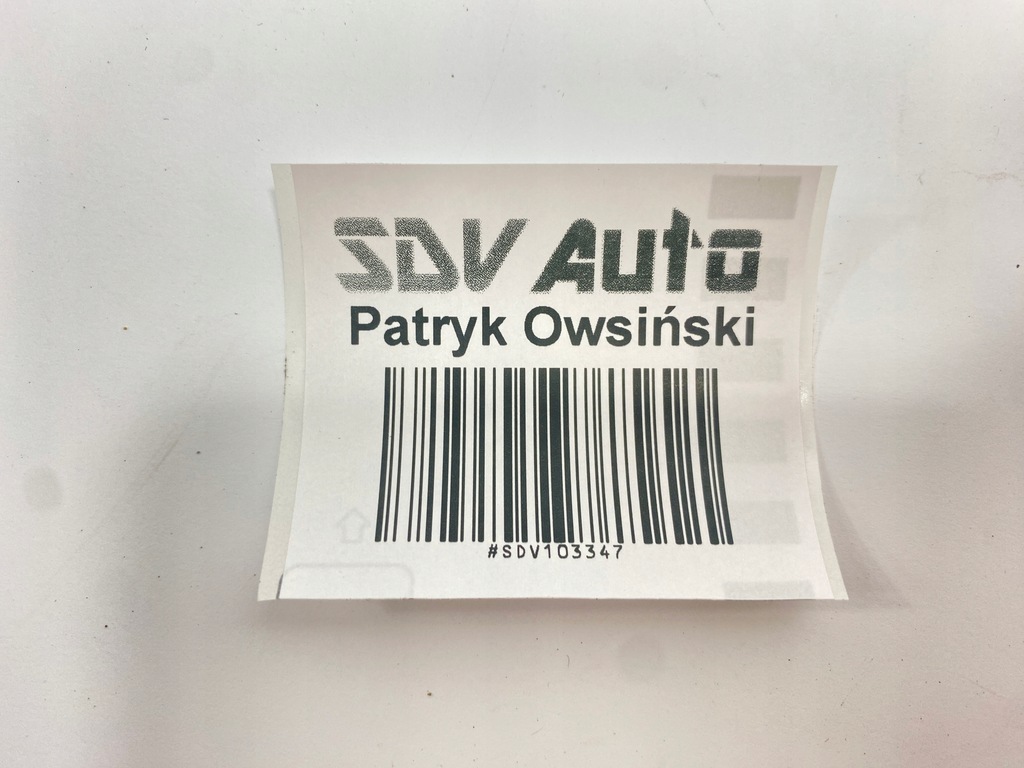 SDV Auto
Patryk Owsiński
#SDV103347